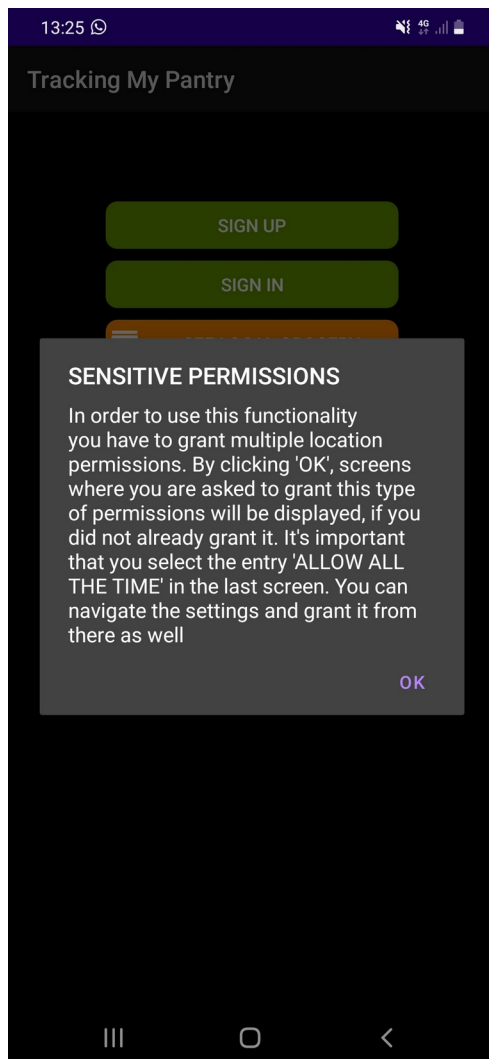 13:25
4G
Tracking My Pantry
SIGN UP
SIGN IN
SENSITIVE PERMISSIONS
In order to use this functionality
you have to grant multiple location
permissions. By clicking 'OK', screens
where you are asked to grant this type
of permissions will be displayed, if you
did not already grant it. It's important
that you select the entry 'ALLOW ALL
THE TIME' in the last screen. You can
navigate the settings and grant it from
there as well
OK